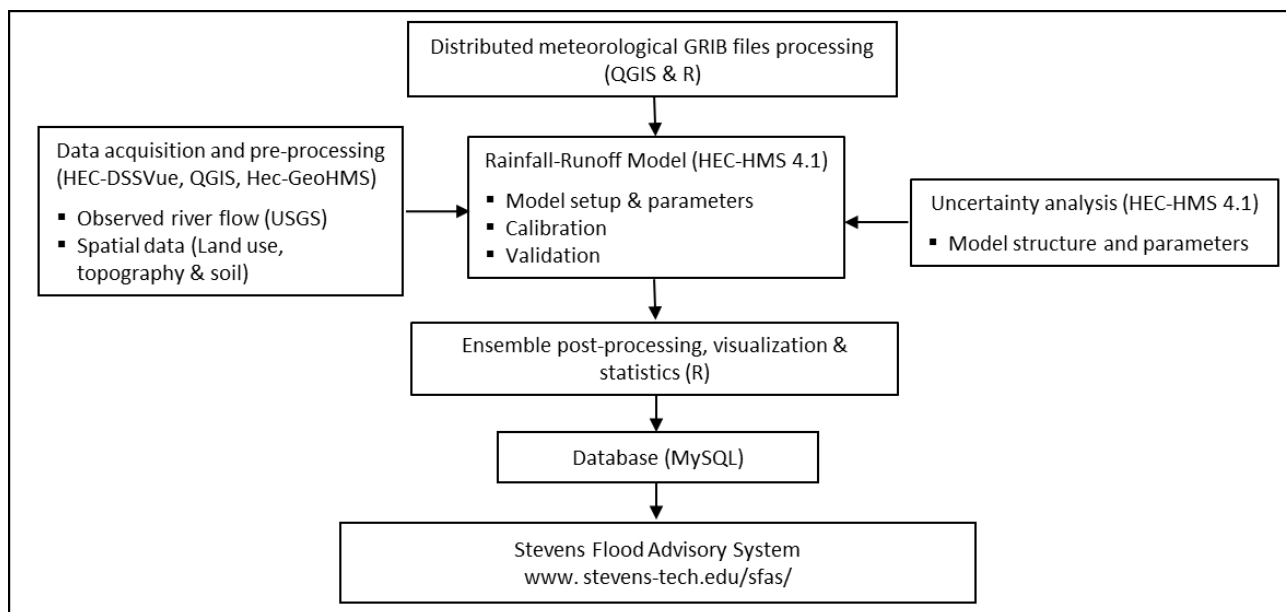 Distributed meteorological GRIB files processing
(QGIS & R)
Data acquisition and pre-processing
(HEC-DSSVue, QGIS, Hec-GeoHMS)
▪ Observed river flow (USGS)
▪ Spatial data (Land use,
topography & soil)
Rainfall-Runoff Model (HEC-HMS 4.1)
▪ Model setup & parameters
▪ Calibration
▪ Validation
Uncertainty analysis (HEC-HMS 4.1)
▪ Model structure and parameters
Ensemble post-processing, visualization &
statistics (R)
Database (MySQL)
Stevens Flood Advisory System
www. stevens-tech.edu/sfas/